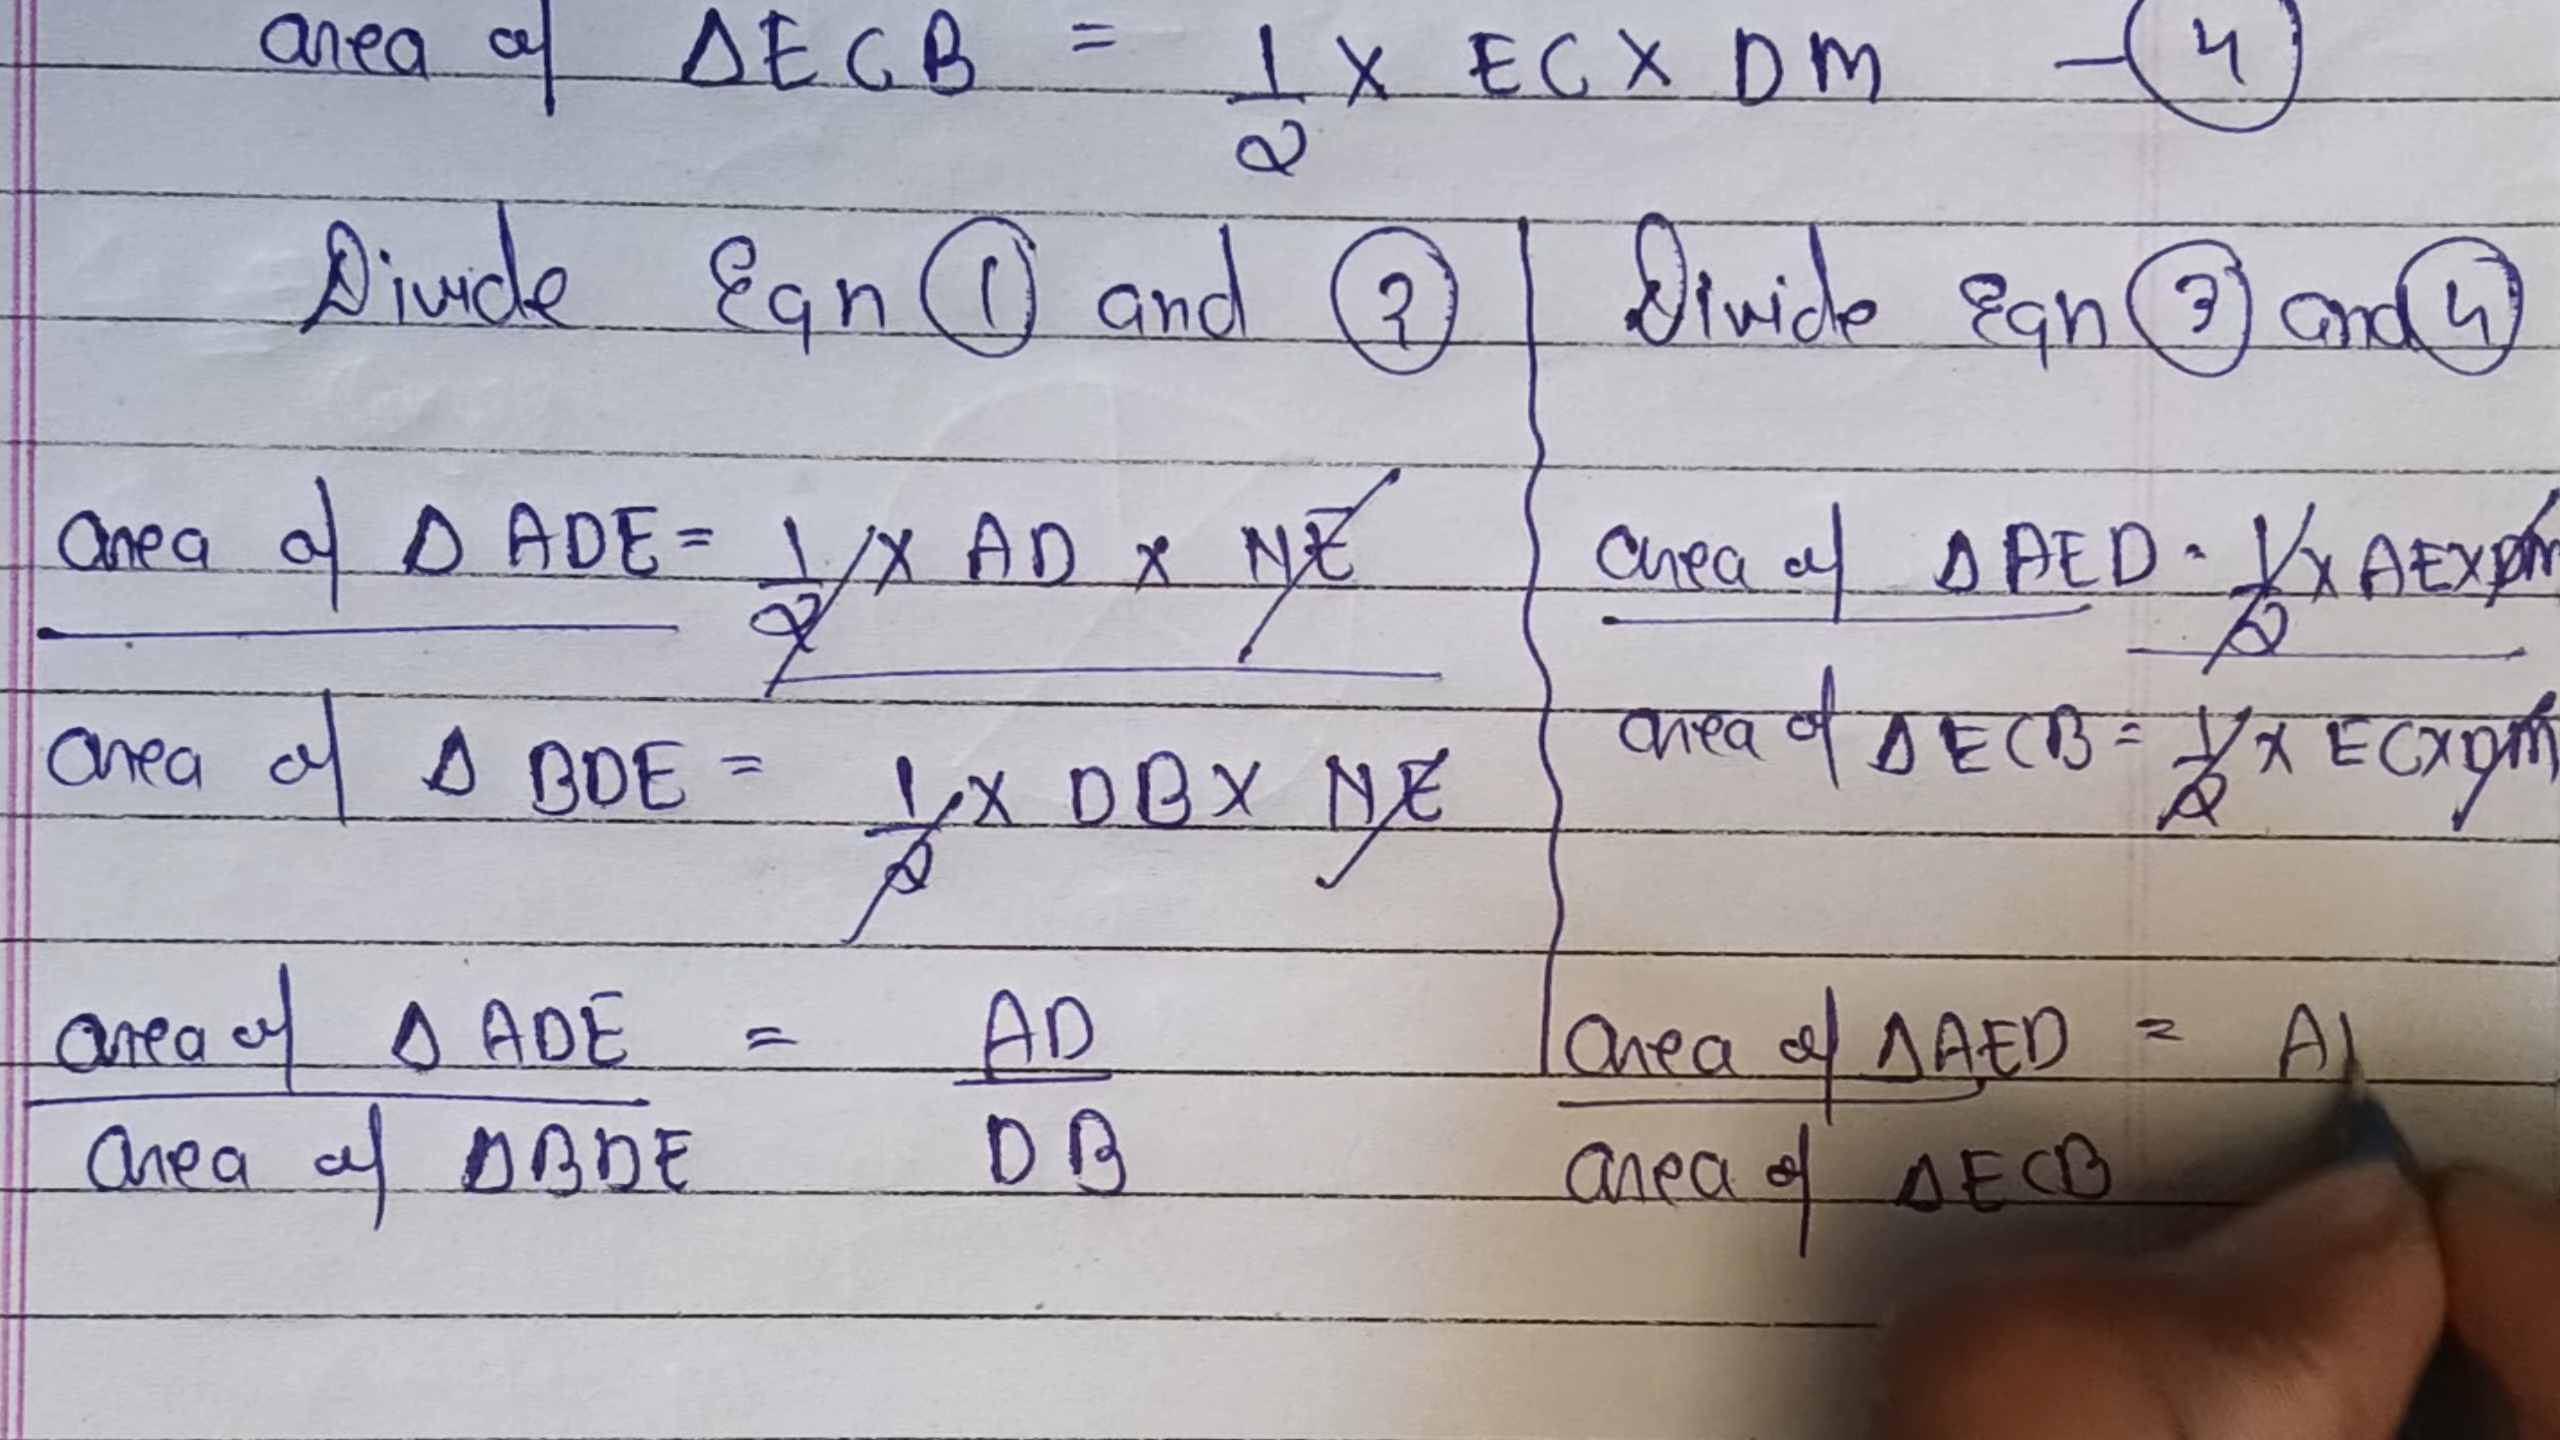 area of ΔECB = 1/2 X EC X DM - 4
Divide Eqn 1 and 2
area of Δ ADE = 1/2 X AD x NE
area of Δ BDE = 1/2 X DB X NE
area of Δ ADE = AD
area of ΔBDE DB
Divide Eqn 3 and 4
area of ΔAED = 1/2 x AE x DM
area of ΔECB = 1/2 x EC x DM
area of ΔAED = A
area of ΔECB